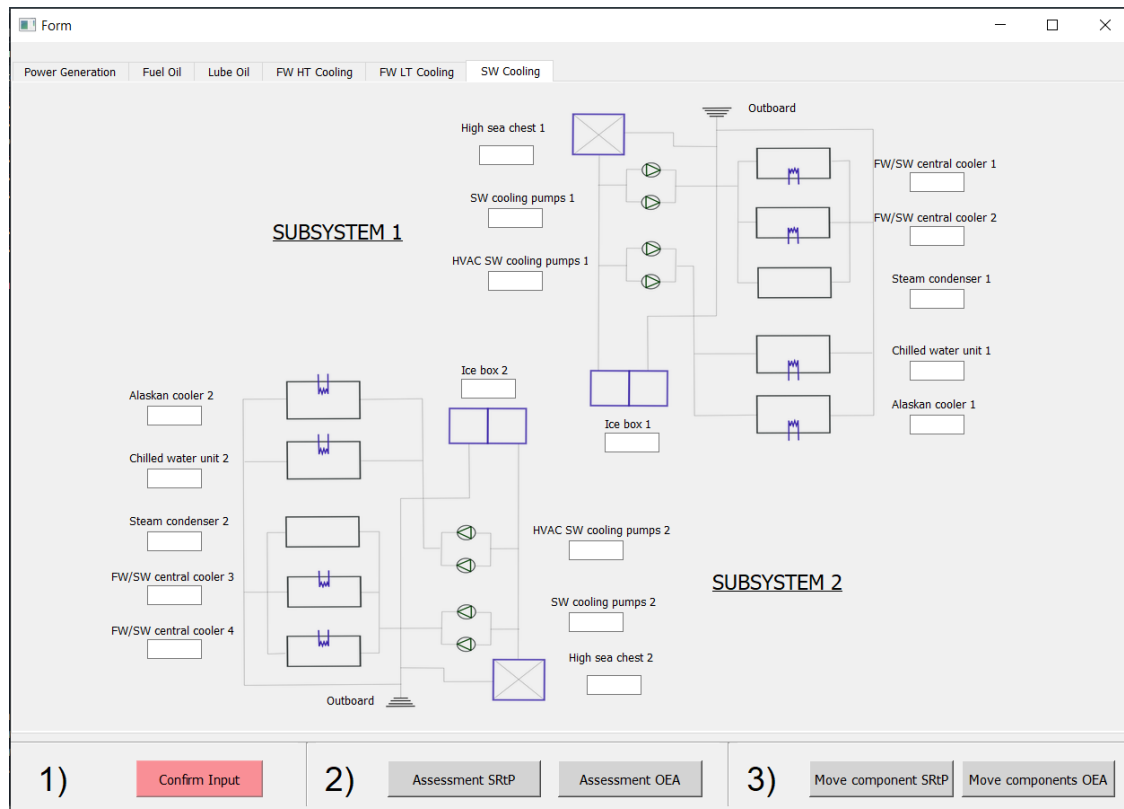 Form
Power Generation
Fuel Oil
Lube Oil
FW HT Cooling
FW LT Cooling
SW Cooling
Outboard
High sea chest 1
FW/SW central cooler 1
SW cooling pumps 1
FW/SW central cooler 2
SUBSYSTEM 1
HVAC SW cooling pumps 1
Steam condenser 1
Chilled water unit 1
Ice box 2
Alaskan cooler 2
Alaskan cooler 1
Ice box 1
Chilled water unit 2
Steam condenser 2
HVAC SW cooling pumps 2
FW/SW central cooler 3
SUBSYSTEM 2
SW cooling pumps 2
FW/SW central cooler 4
High sea chest 2
Outboard
1)
Confirm Input
2)
Assessment SRtP
Assessment OEA
3)
Move component SRtP
Move components OEA